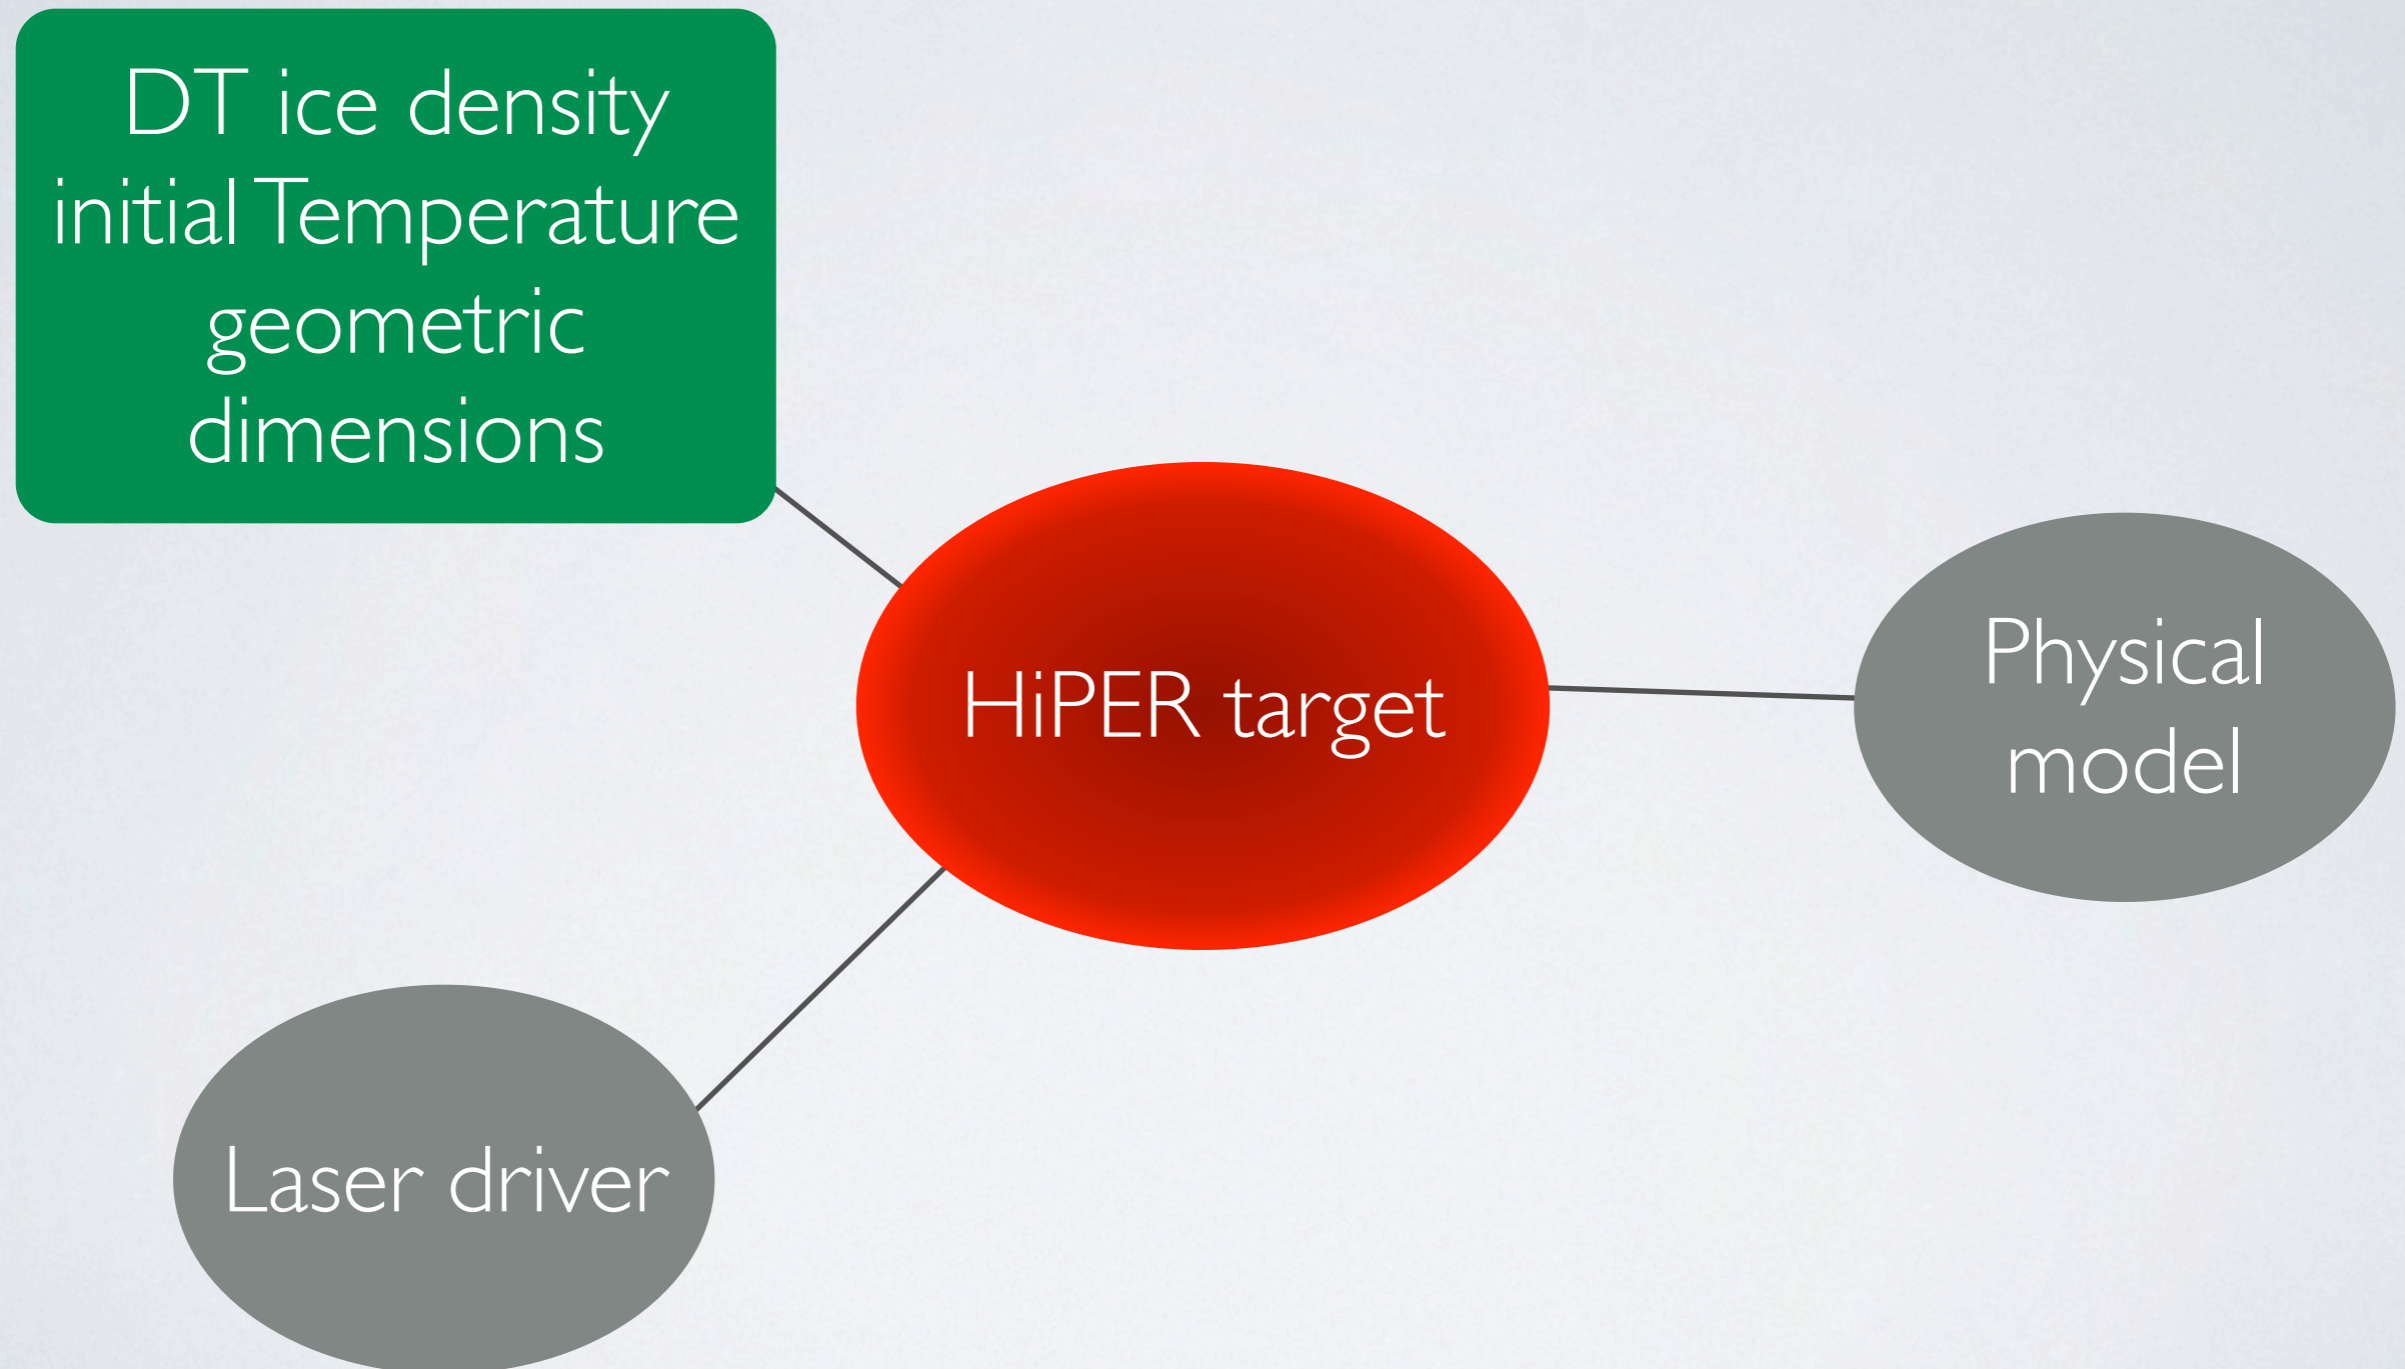 DT ice density
initial Temperature
geometric
dimensions
HiPER target
Physical
model
Laser driver